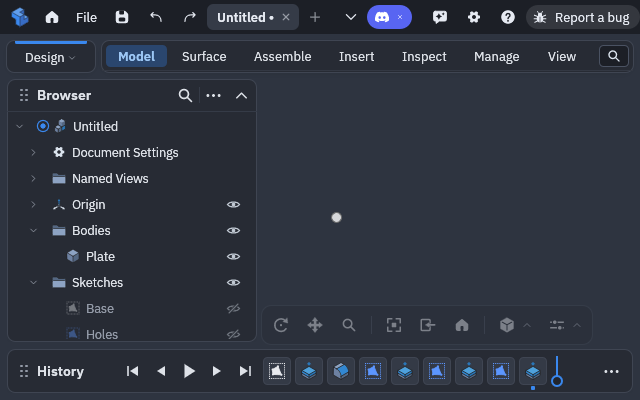 File
Untitled •
Report a bug
Design
Model
Surface
Assemble
Insert
Inspect
Manage
View
Browser
Untitled
Document Settings
Named Views
Origin
Bodies
Plate
Sketches
Base
Holes
History